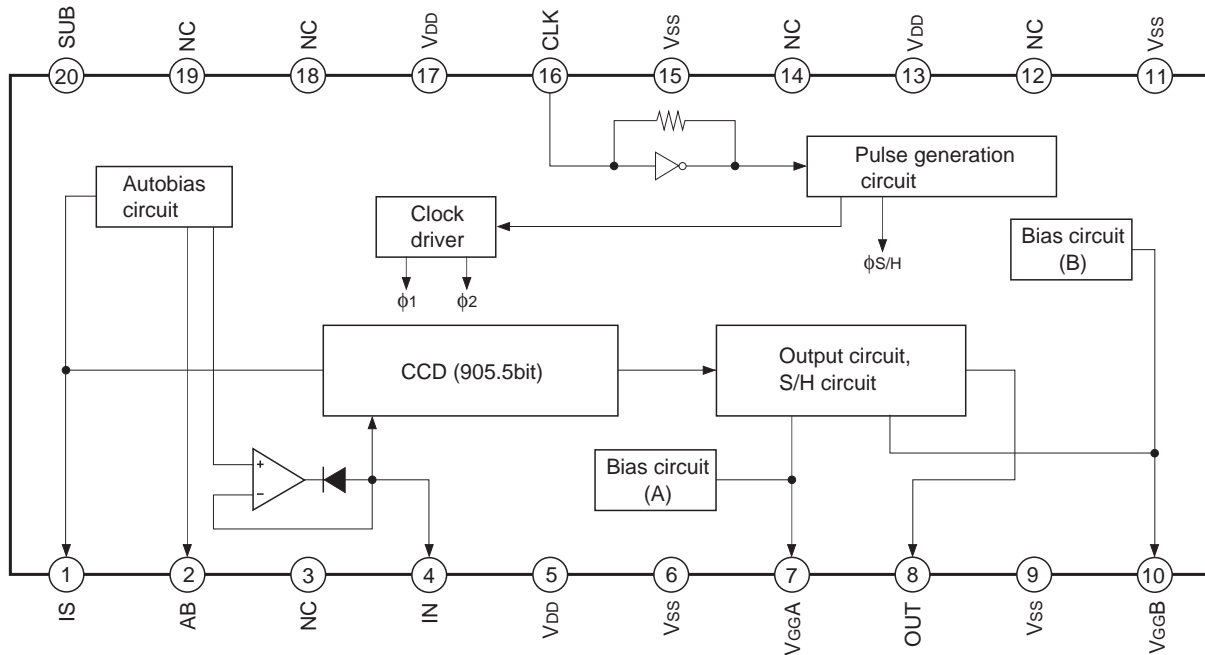 SUB
NC
NC
VDD
CLK
VSS
NC
VDD
NC
VSS
20
19
18
17
16
15
14
13
12
11
Autobias
circuit
Pulse generation
circuit
Clock
driver
Bias circuit
(B)
ϕS/H
ϕ1
ϕ2
CCD (905.5bit)
Output circuit,
S/H circuit
+
−
Bias circuit
(A)
1
2
3
4
5
6
7
8
9
10
IS
AB
NC
IN
VDD
VSS
VGGA
OUT
VSS
VGGB